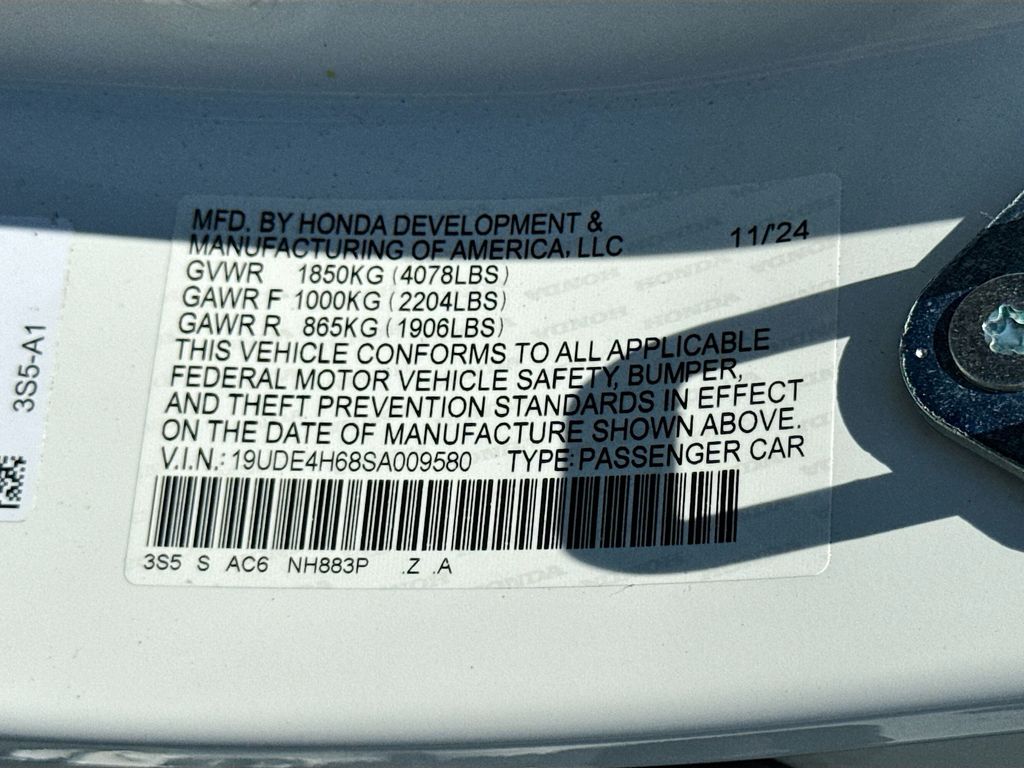 MFD. BY HONDA DEVELOPMENT &
MANUFACTURING OF AMERICA, LLC 11/'24
GVWR 1850KG (4078LBS)
GAWR F 1000KG (2204LBS)
GAWR R 865KG (1906LBS)
THIS VEHICLE CONFORMS TO ALL APPLICABLE
FEDERAL MOTOR VEHICLE SAFETY, BUMPER,
AND THEFT PREVENTION STANDARDS IN EFFECT
ON THE DATE OF MANUFACTURE SHOWN ABOVE.
V.I.N.: 19UDE4H68SA009580 TYPE:PASSENGER CAR
3S5 S AC6 NH883P .Z .A
3S5-A1
HONDA